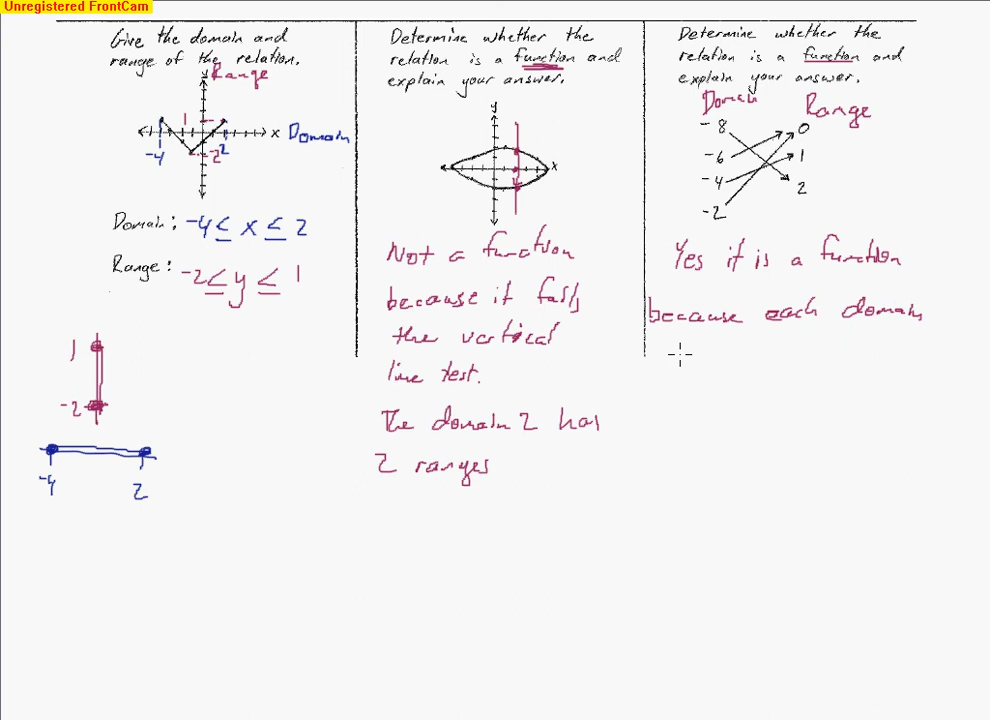 Unregistered FrontCam
Give the domain and
range of the relation.
y Range
1
x Domain
-4
-2
2
Domain: -4 ≤ x ≤ 2
Range: -2 ≤ y ≤ 1
1
-2
-4
2
Determine whether the
relation is a function and
explain your answer.
y
x
Not a function
because it fails
the vertical
line test.
The domain 2 has
2 ranges
Determine whether the
relation is a function and
explain your answer.
Domain Range
-8 0
-6 1
-4 2
-2
Yes it is a function
because each domain